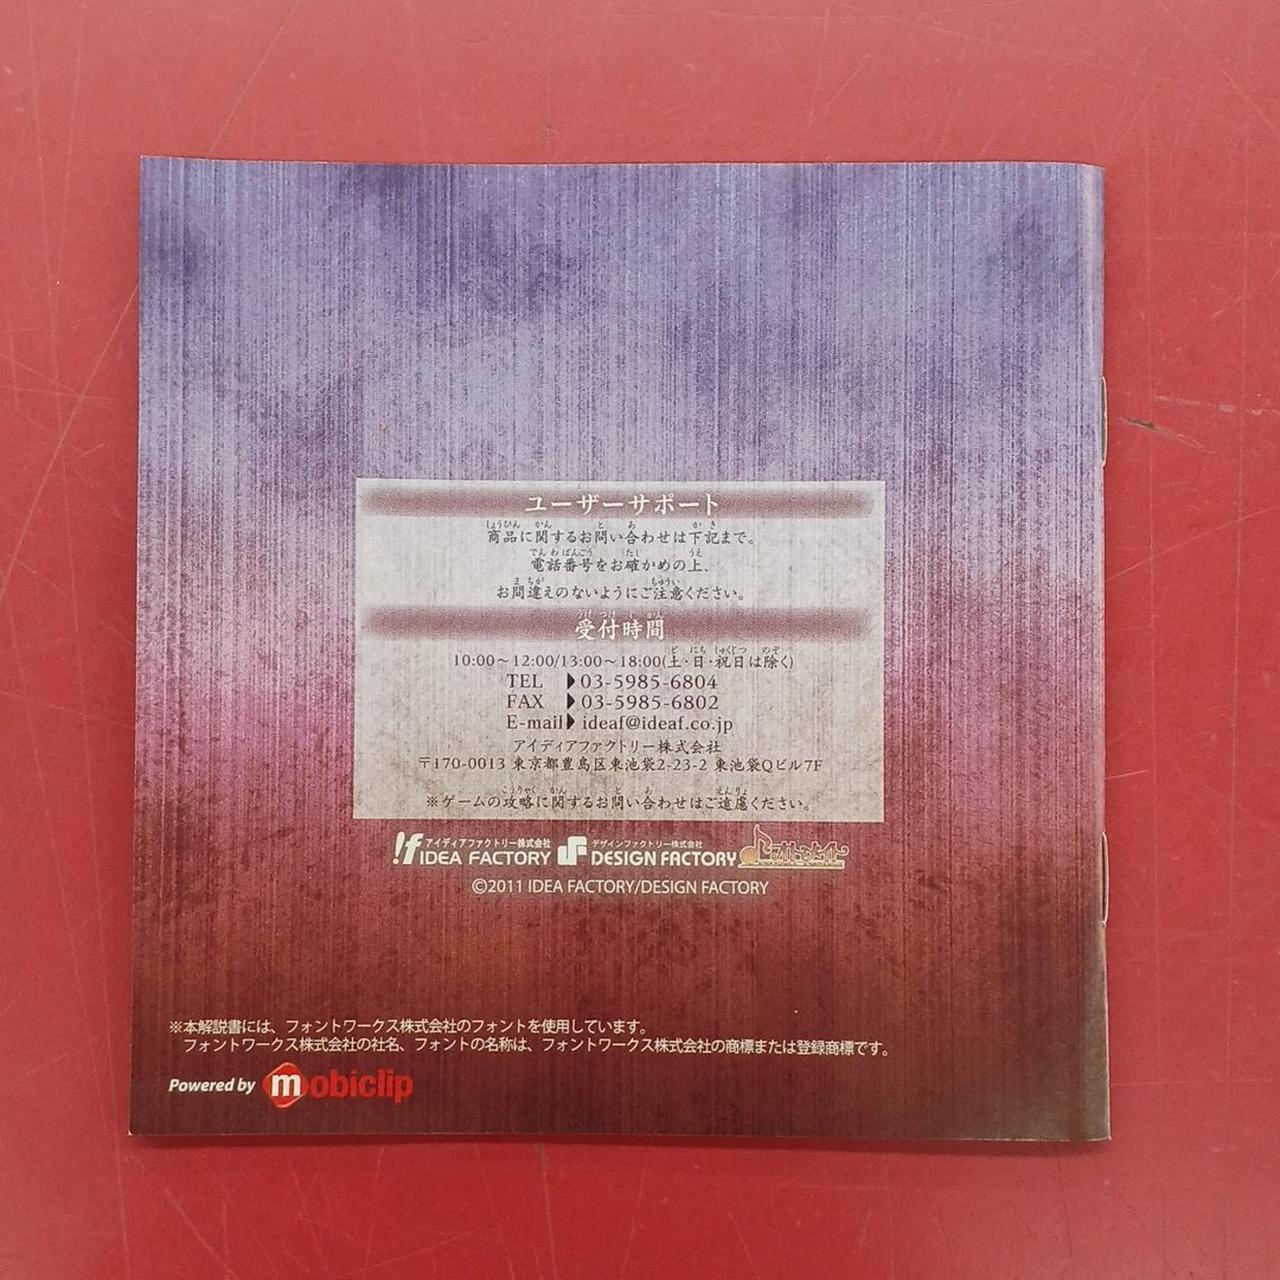 ユーザーサポート
商品に関するお問い合わせは下記まで。
電話番号をお確かめの上、
お間違えのないようにご注意ください。
受付時間
10:00～12:00/13:00～18:00(土・日・祝日は除く)
TEL 03-5985-6804
FAX 03-5985-6802
E-mail ideaf@ideaf.co.jp
アイディアファクトリー株式会社
〒170-0013 東京都豊島区東池袋2-23-2 東池袋Qビル7F
※ゲームの攻略に関するお問い合わせはご遠慮ください。
アイディアファクトリー株式会社 デザインファクトリー株式会社
IDEA FACTORY DESIGN FACTORY オトメイト
©2011 IDEA FACTORY/DESIGN FACTORY
※本解説書には、フォントワークス株式会社のフォントを使用しています。
フォントワークス株式会社の社名、フォントの名称は、フォントワークス株式会社の商標または登録商標です。
Powered by mobiclip